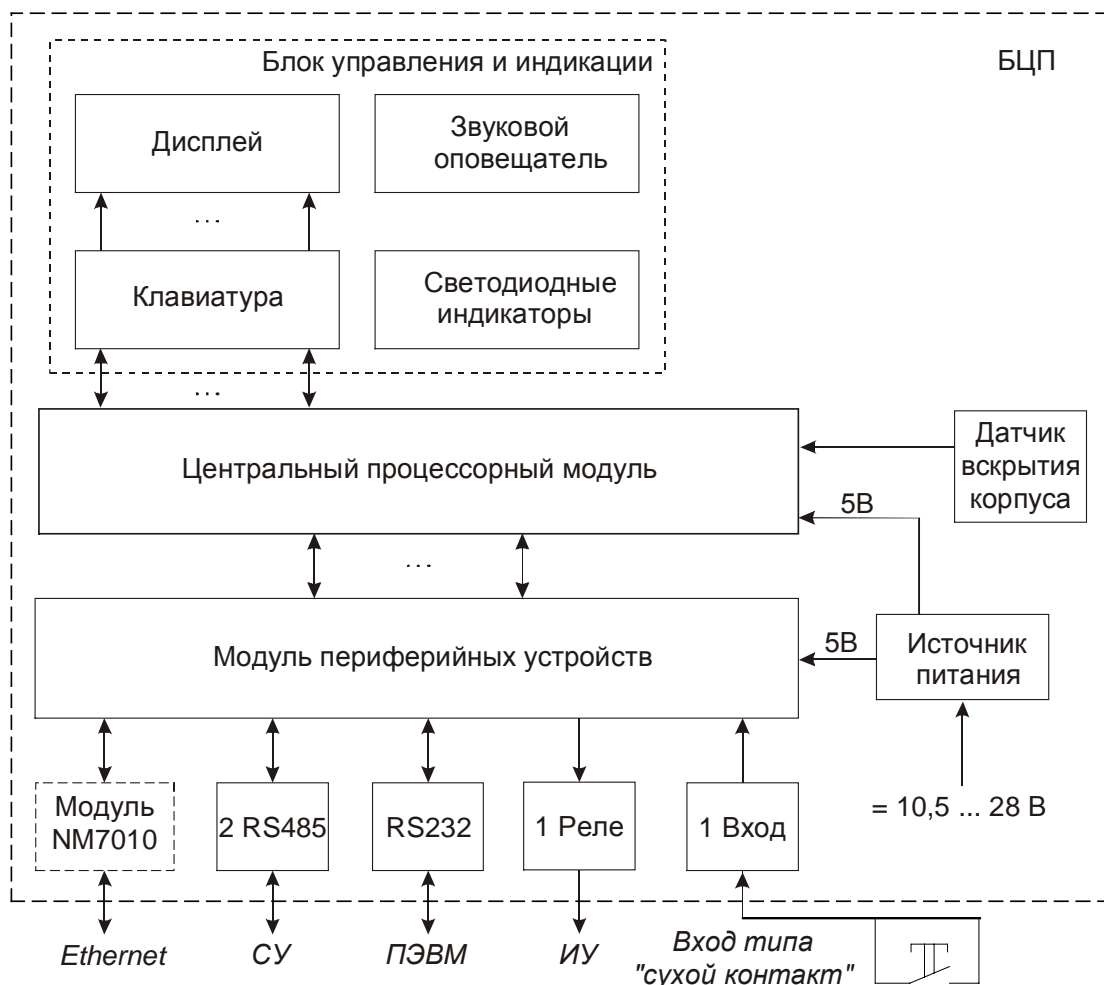 Блок управления и индикации
БЦП
Дисплей
Звуковой
оповещатель
...
Клавиатура
Светодиодные
индикаторы
...
Центральный процессорный модуль
Датчик
вскрытия
корпуса
5В
...
Модуль периферийных устройств
5В
Источник
питания
Модуль
NM7010
2 RS485
RS232
1 Реле
1 Вход
= 10,5 ... 28 В
Ethernet
СУ
ПЭВМ
ИУ
Вход типа
"сухой контакт"